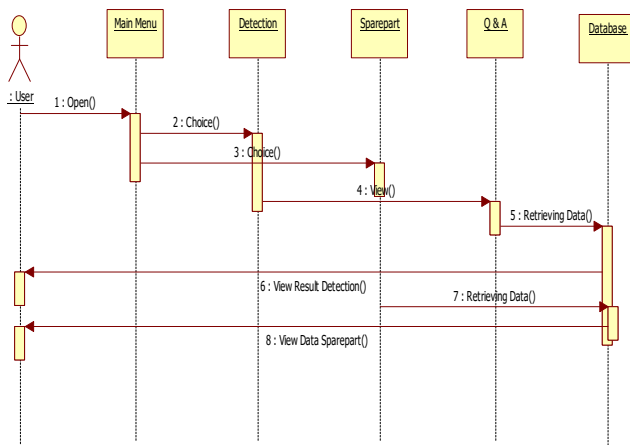 Main Menu
Detection
Sparepart
Q & A
Database
: User
1 : Open()
2 : Choice()
3 : Choice()
4 : View()
5 : Retrieving Data()
6 : View Result Detection()
7 : Retrieving Data()
8 : View Data Sparepart()